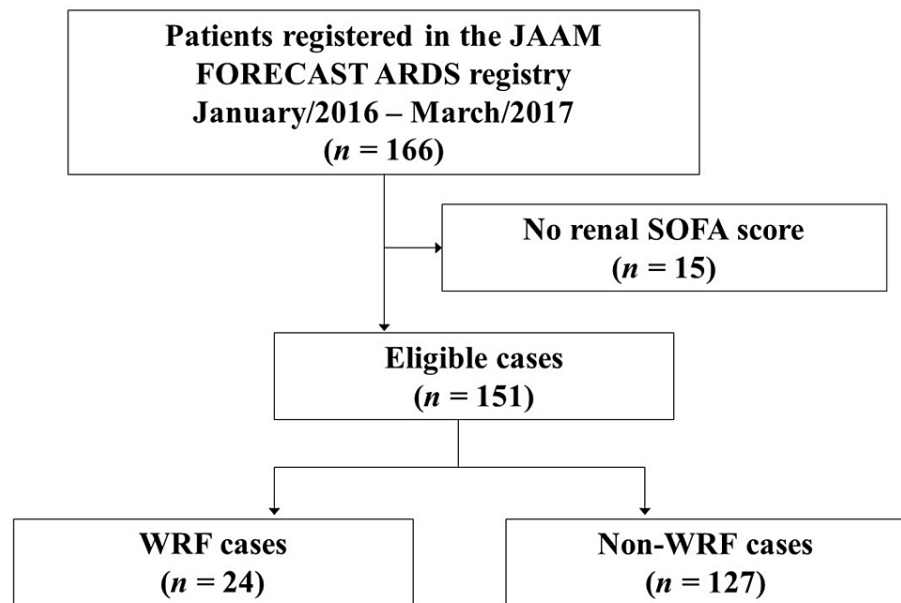 Patients registered in the JAAM
FORECAST ARDS registry
January/2016 – March/2017
(n = 166)
No renal SOFA score
(n = 15)
Eligible cases
(n = 151)
WRF cases
(n = 24)
Non-WRF cases
(n = 127)